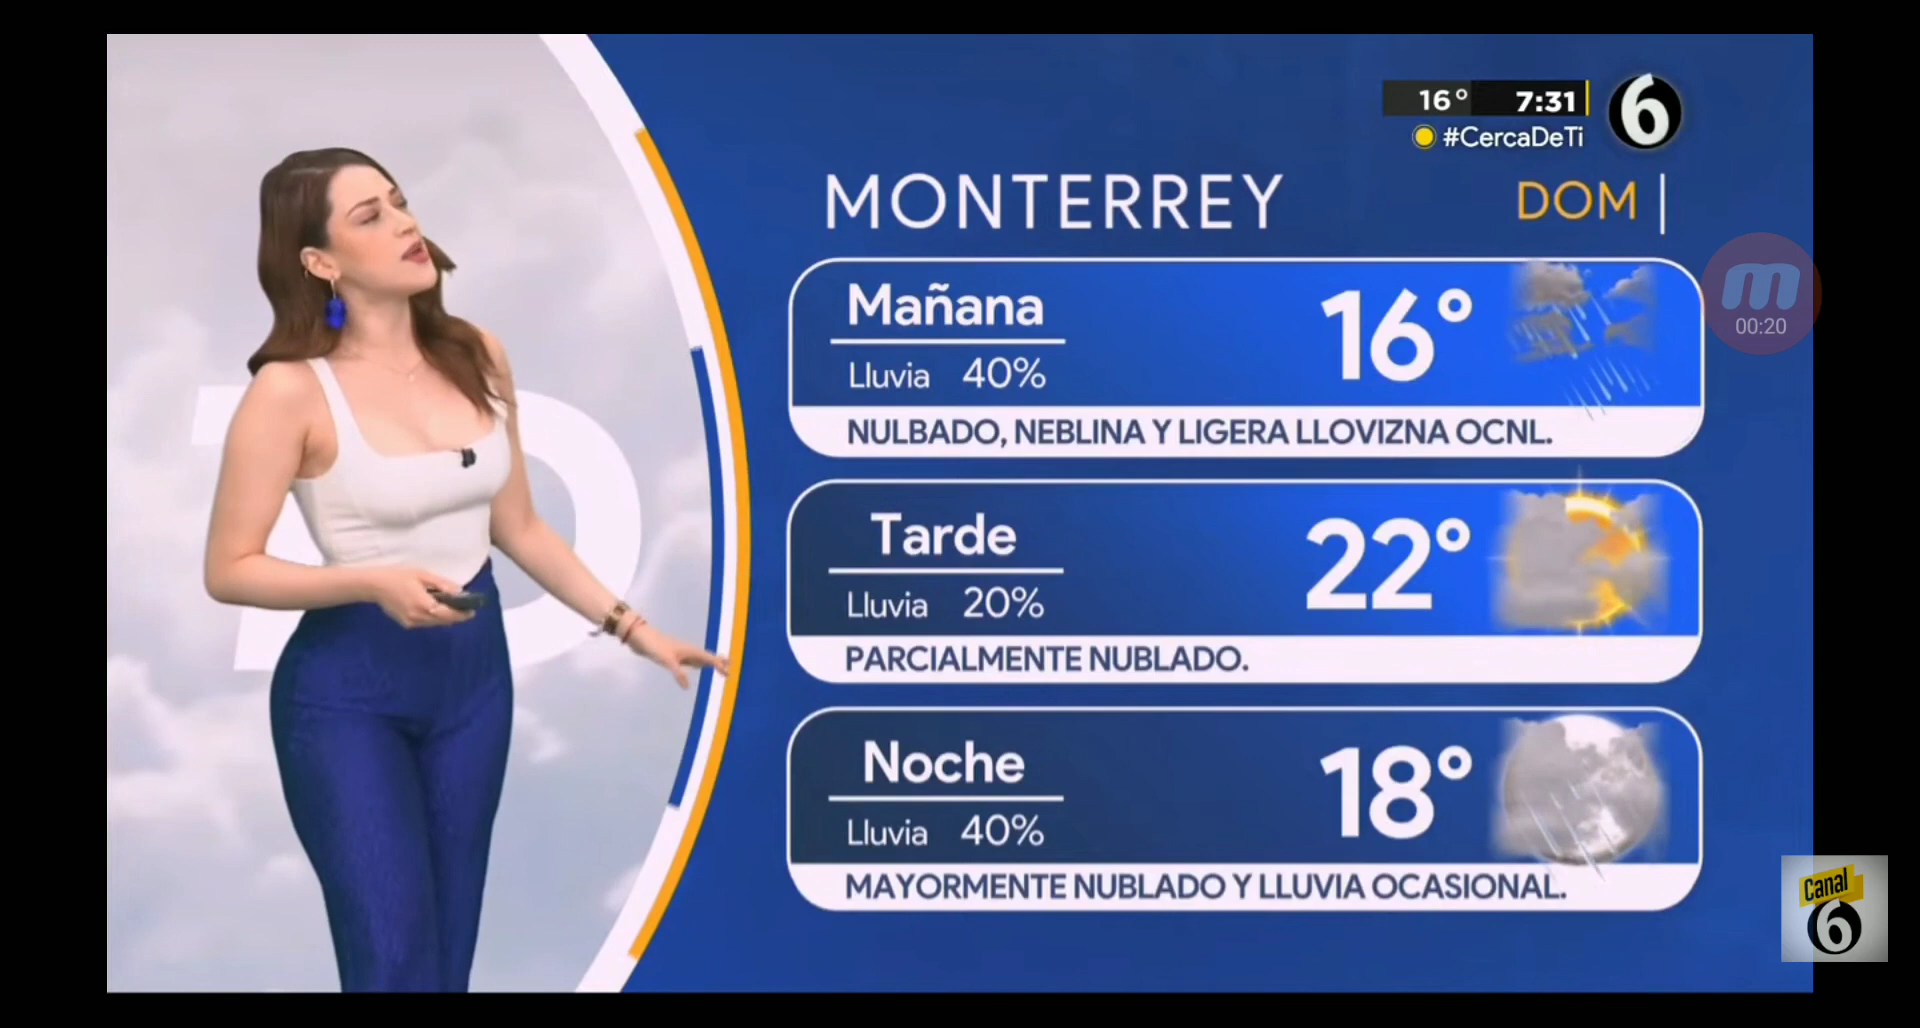 16° 7:31
#CercaDeTi
6
MONTERREY DOM
Mañana 16°
Lluvia 40%
NULBADO, NEBLINA Y LIGERA LLOVIZNA OCNL.
00:20
Tarde 22°
Lluvia 20%
PARCIALMENTE NUBLADO.
Noche 18°
Lluvia 40%
MAYORMENTE NUBLADO Y LLUVIA OCASIONAL.
Canal
6